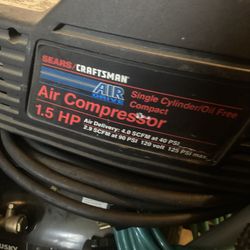 SEARS/CRAFTSMAN
AIR
DRIVE
Air Compressor
1.5 HP
Single Cylinder/Oil Free
Compact
Air Delivery: 4.0 SCFM at 40 PSI
2.9 SCFM at 90 PSI 120 volt 125 PSI max.